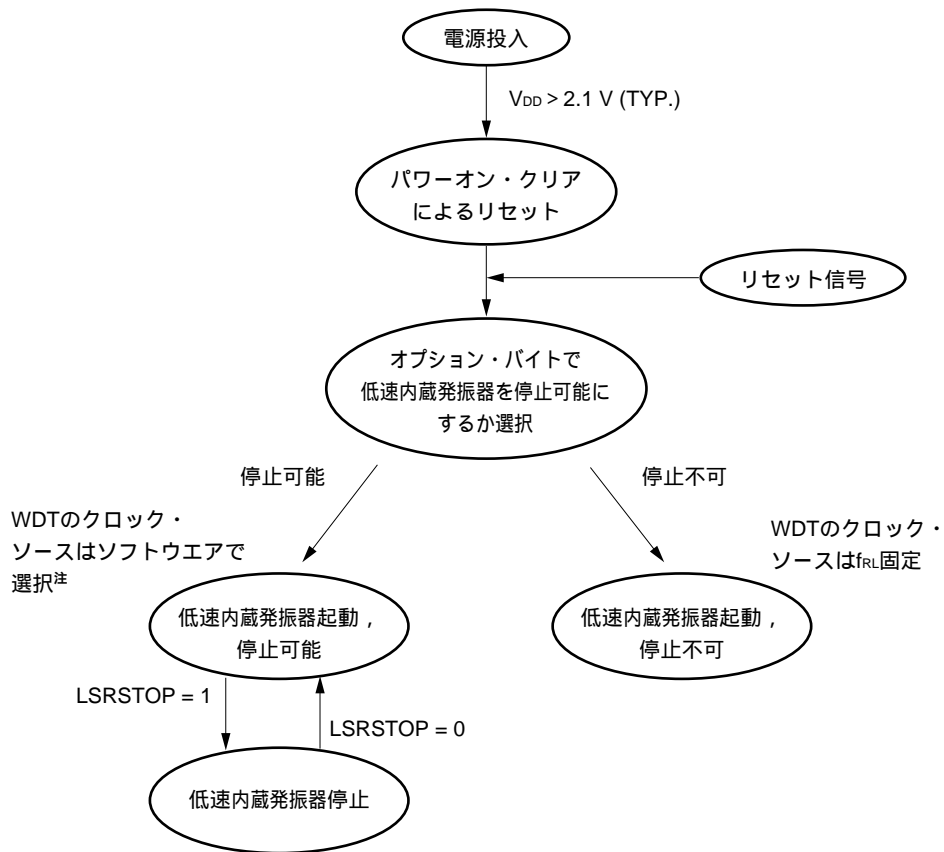 電源投入
VDD > 2.1 V (TYP.)
パワーオン・クリア
によるリセット
リセット信号
オプション・バイトで
低速内蔵発振器を停止可能に
するか選択
停止可能
停止不可
WDTのクロック・
ソースはソフトウエアで
選択注
WDTのクロック・
ソースはfRL固定
低速内蔵発振器起動，
停止可能
低速内蔵発振器起動，
停止不可
LSRSTOP = 1
LSRSTOP = 0
低速内蔵発振器停止